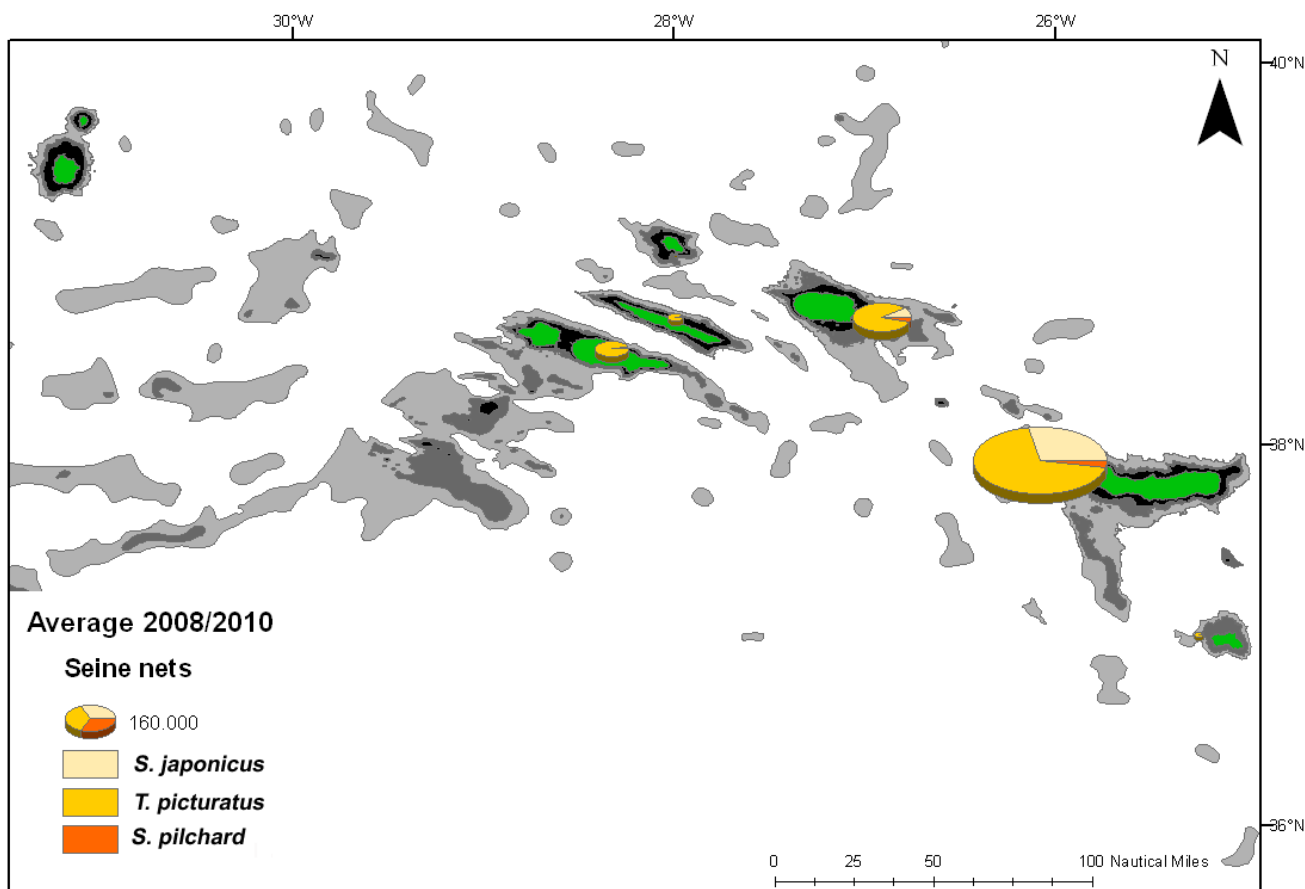 30°W 28°W 26°W
N
40°N
38°N
36°N
Average 2008/2010
Seine nets
160.000
S. japonicus
T. picturatus
S. pilchard
0 25 50 100 Nautical Miles